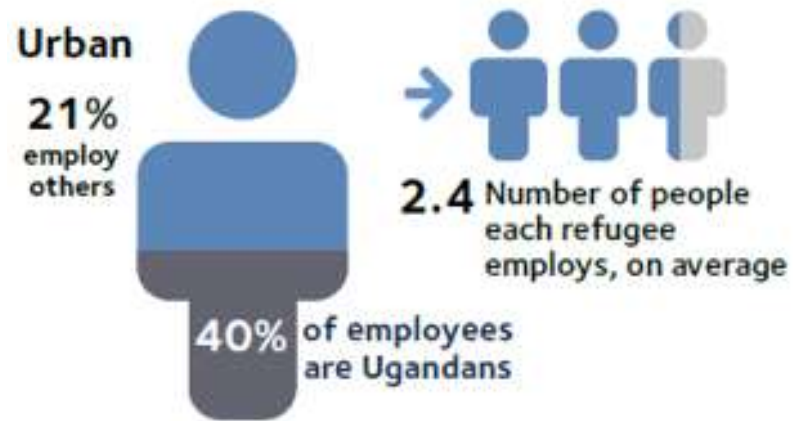 Urban
21%
employ
others
2.4 Number of people
each refugee
employs, on average
40% of employees
are Ugandans